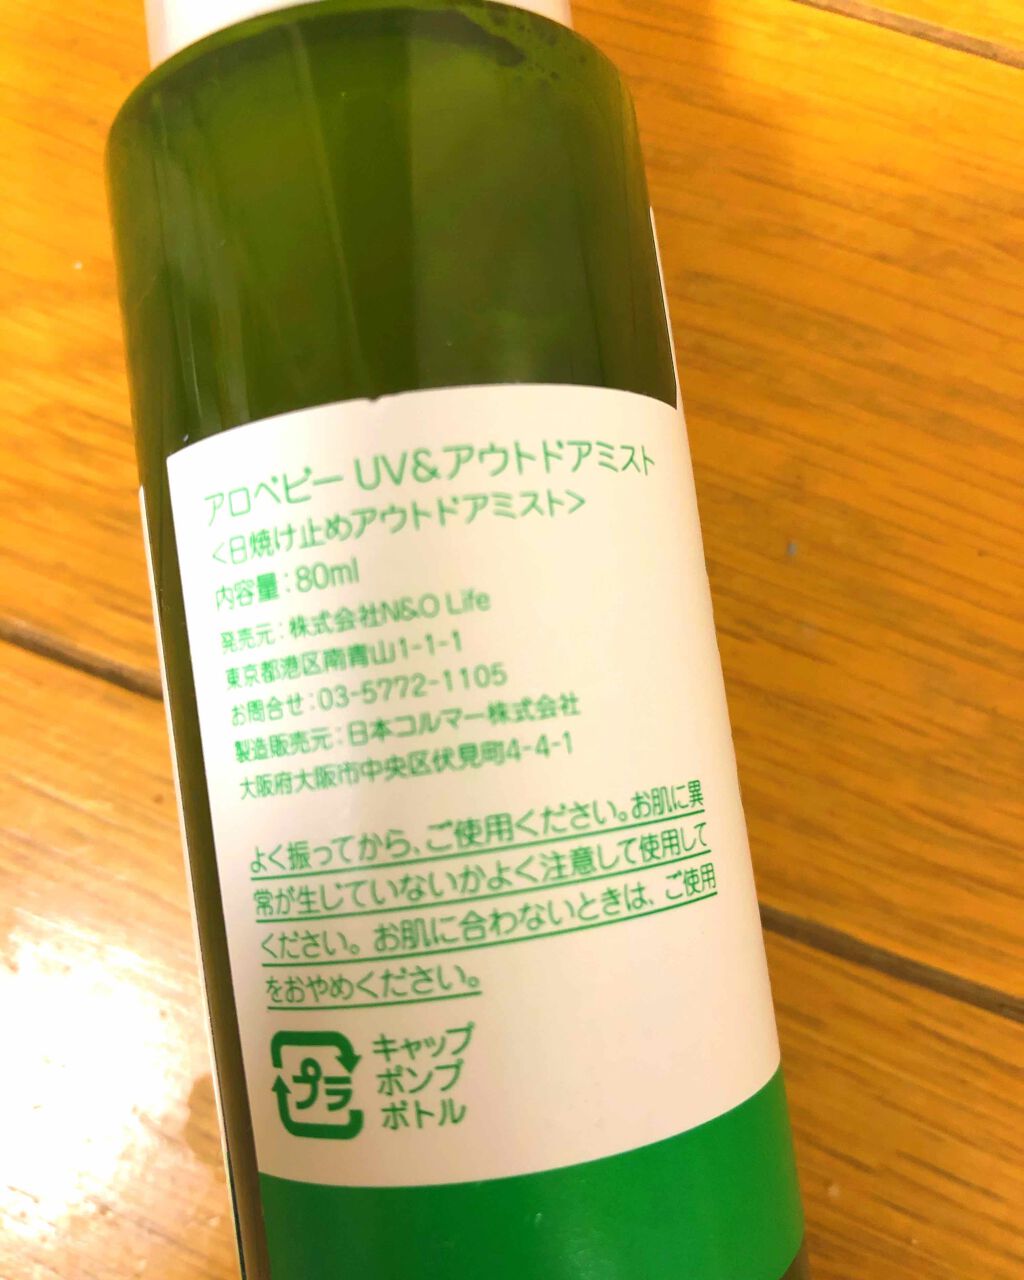 アロベビー UV&アウトドアミスト
<日焼け止めアウトドアミスト>
内容量:80ml
発売元:株式会社N&O Life
東京都港区南青山1-1-1
お問合せ:03-5772-1105
製造販売元:日本コルマー株式会社
大阪府大阪市中央区伏見町4-4-1
よく振ってから、ご使用ください。お肌に異
常が生じていないかよく注意して使用して
ください。お肌に合わないときは、ご使用
をおやめください。
プラ
キャップ
ポンプ
ボトル